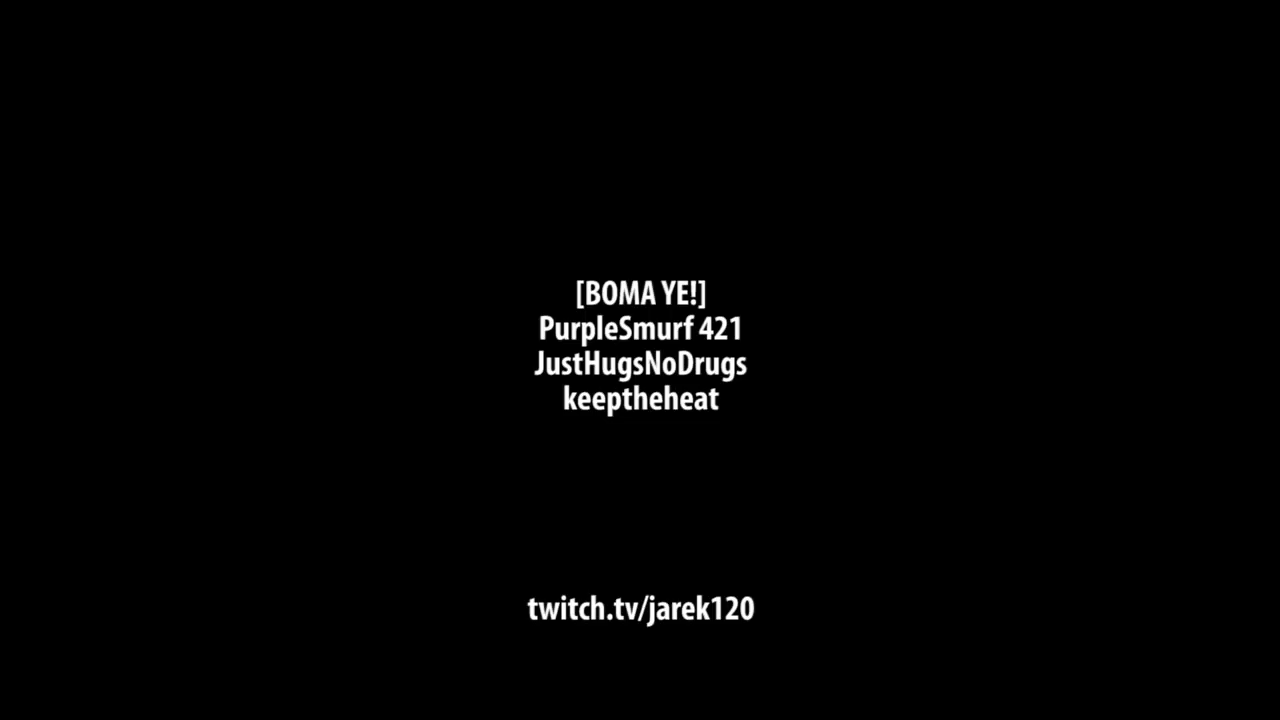 [BOMA YE!]
PurpleSmurf 421
JustHugsNoDrugs
keeptheheat
twitch.tv/jarek120